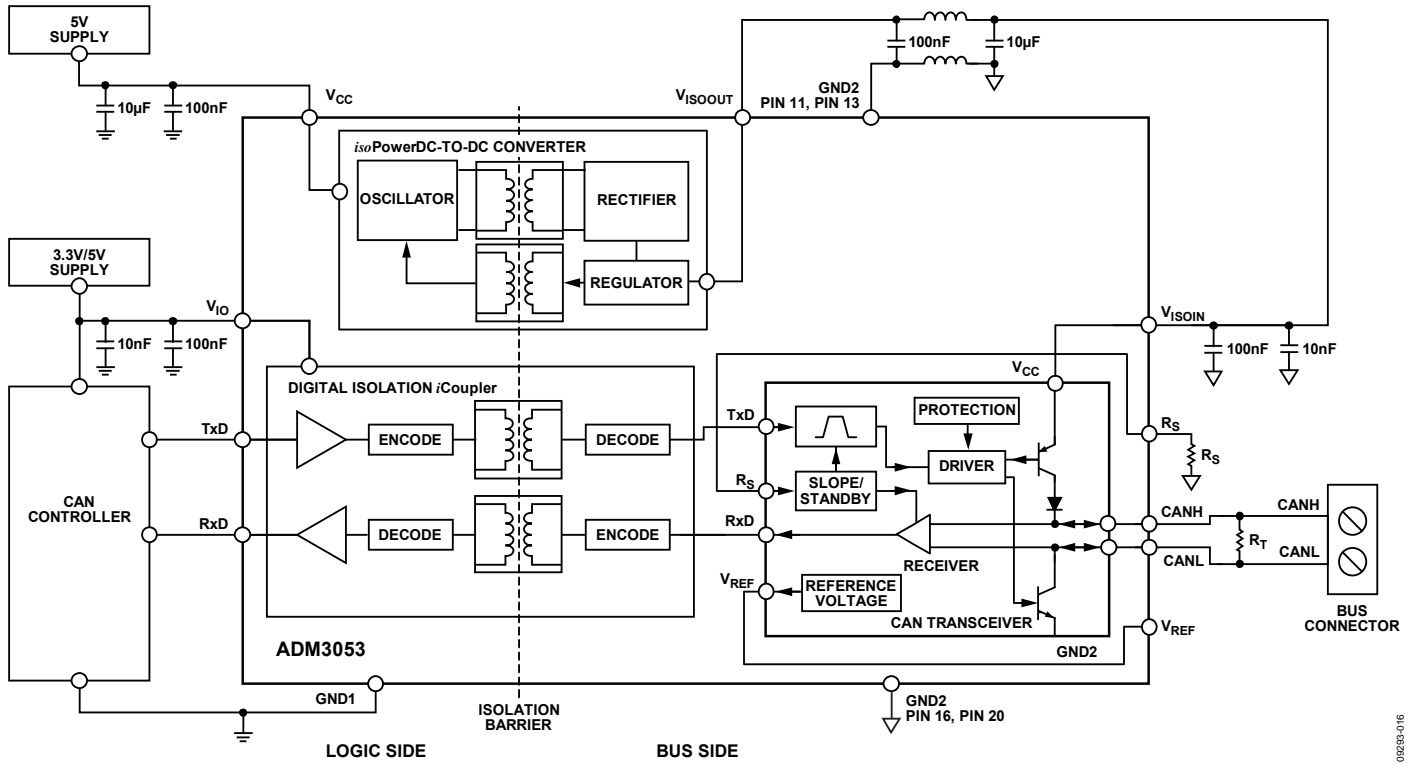 5V
SUPPLY
10µF
100nF
VCC
VISOOUT
GND2
PIN 11, PIN 13
100nF
10µF
isoPowerDC-TO-DC CONVERTER
OSCILLATOR
RECTIFIER
REGULATOR
3.3V/5V
SUPPLY
VIO
10nF
100nF
VISOIN
100nF
10nF
DIGITAL ISOLATION iCoupler
VCC
TxD
ENCODE
DECODE
TxD
PROTECTION
DRIVER
RS
SLOPE/
STANDBY
RS
RS
CAN
CONTROLLER
RxD
DECODE
ENCODE
RxD
RECEIVER
CANH
CANH
RT
CANL
CANL
VREF
REFERENCE
VOLTAGE
CAN TRANSCEIVER
BUS
CONNECTOR
VREF
ADM3053
GND2
GND1
ISOLATION
BARRIER
GND2
PIN 16, PIN 20
LOGIC SIDE
BUS SIDE
09293-016